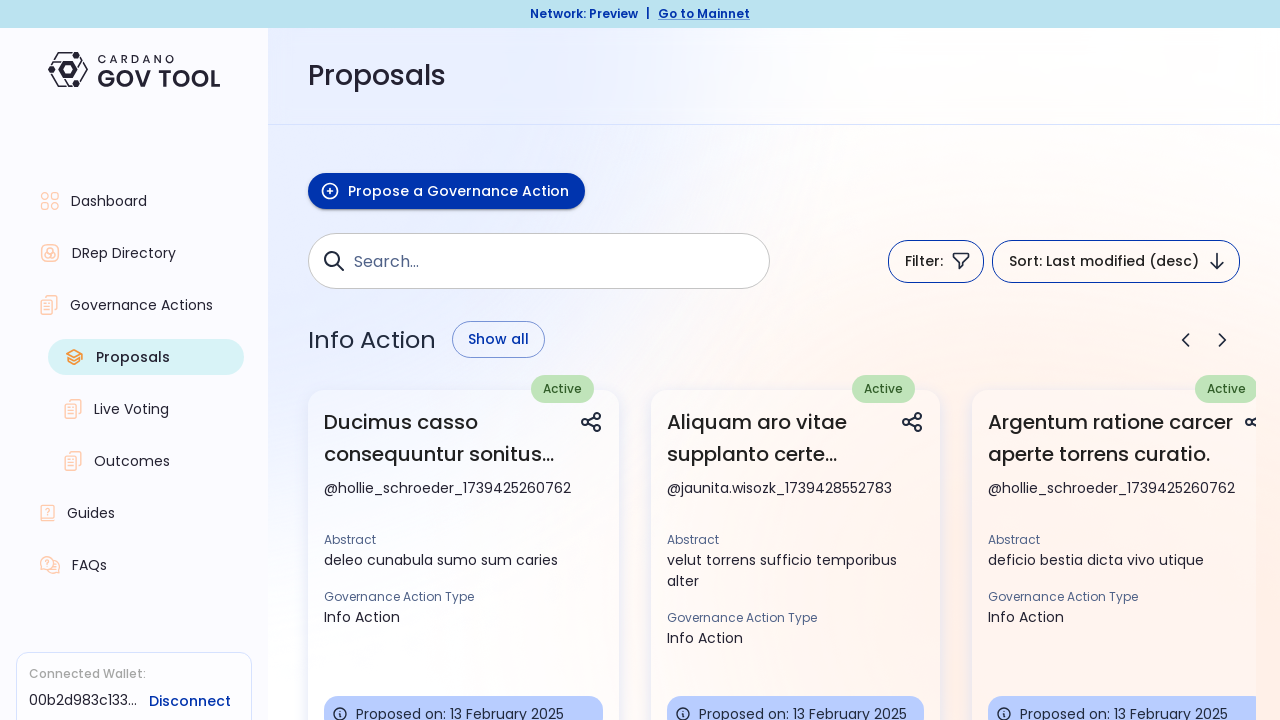 Network: Preview | Go to Mainnet
CARDANO
GOV TOOL
Dashboard
DRep Directory
Governance Actions
Proposals
Live Voting
Outcomes
Guides
FAQs
Connected Wallet:
00b2d983c133... Disconnect
Proposals
Propose a Governance Action
Search...
Filter:
Sort: Last modified (desc)
Info Action
Show all
Active
Ducimus casso
consequuntur sonitus...
@hollie_schroeder_1739425260762
Abstract
deleo cunabula sumo sum caries
Governance Action Type
Info Action
Proposed on: 13 February 2025
Active
Aliquam aro vitae
supplanto certe...
@jaunita.wisozk_1739428552783
Abstract
velut torrens sufficio temporibus
alter
Governance Action Type
Info Action
Proposed on: 13 February 2025
Active
Argentum ratione carcer
aperte torrens curatio.
@hollie_schroeder_1739425260762
Abstract
deficio bestia dicta vivo utique
Governance Action Type
Info Action
Proposed on: 13 February 2025